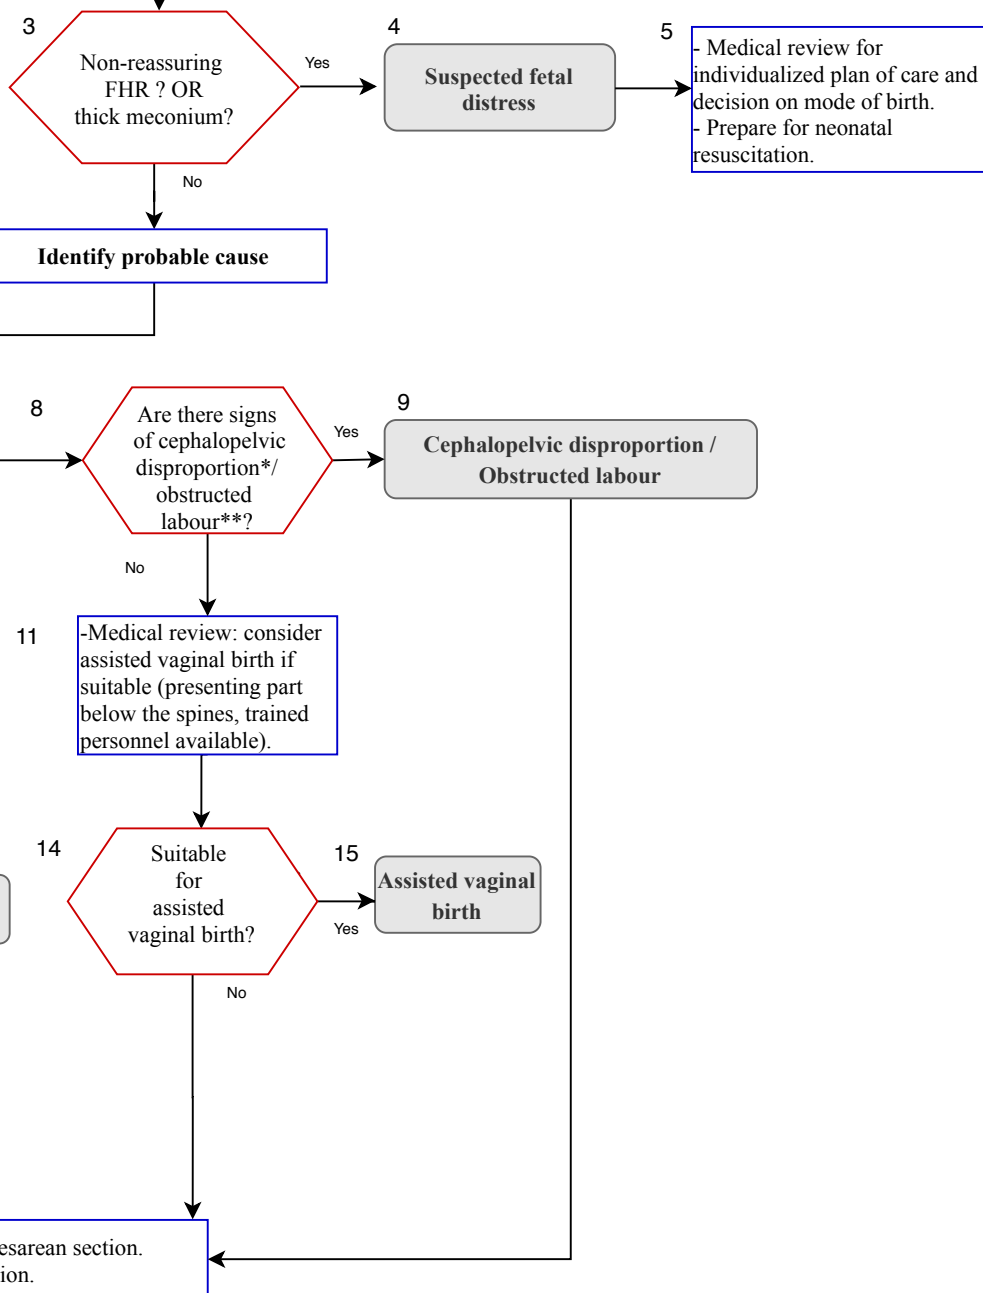 3
Non-reassuring
FHR ? OR
thick meconium?
Yes
4
Suspected fetal
distress
5
- Medical review for
individualized plan of care and
decision on mode of birth.
- Prepare for neonatal
resuscitation.
No
Identify probable cause
8
Are there signs
of cephalopelvic
disproportion*/
obstructed
labour**?
Yes
9
Cephalopelvic disproportion /
Obstructed labour
No
11
-Medical review: consider
assisted vaginal birth if
suitable (presenting part
below the spines, trained
personnel available).
14
Suitable
for
assisted
vaginal birth?
15
Assisted vaginal
birth
Yes
No
esarean section.
ion.